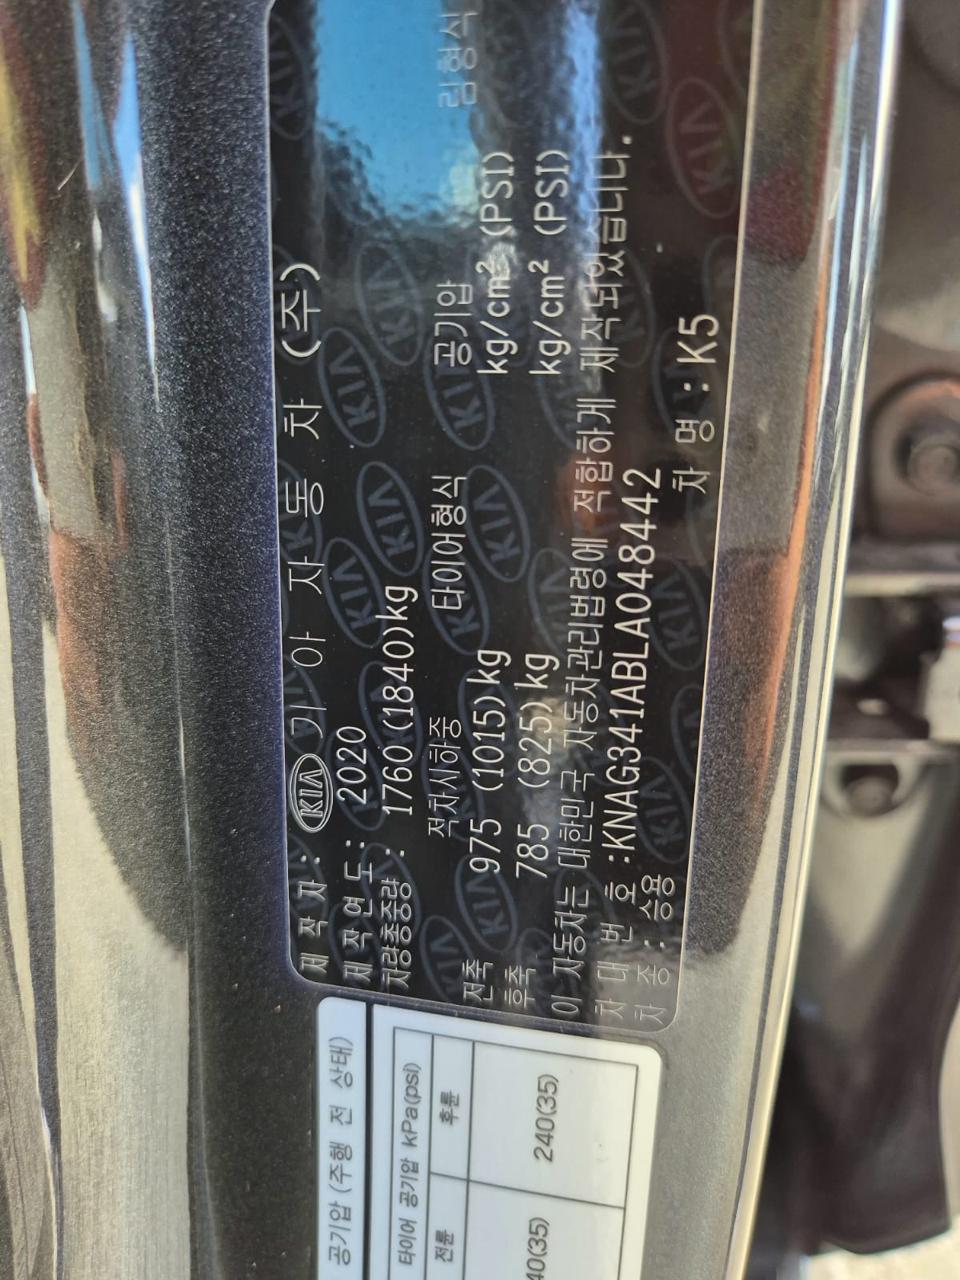 제 작 자 : KIA 기 아 자 동 차 (주)
제 작 연 도 : 2020
차량총중량 : 1760 (1840) kg
적차시하중 타이어형식 공기압 림형식
전축 975 (1015) kg kg/cm² (PSI)
후축 785 (825) kg kg/cm² (PSI)
이 자동차는 대한민국 자동차관리법령에 적합하게 제작되었습니다.
차 대 번 호 :KNAG341ABLA048442
차 종 : 승용 차 명 : K5
공기압 (주행 전 상태)
타이어 공기압 kPa(psi)
전륜 후륜
240(35)